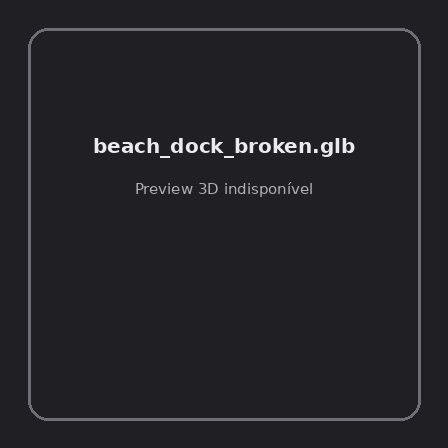 beach_dock_broken.glb
Preview 3D indisponível